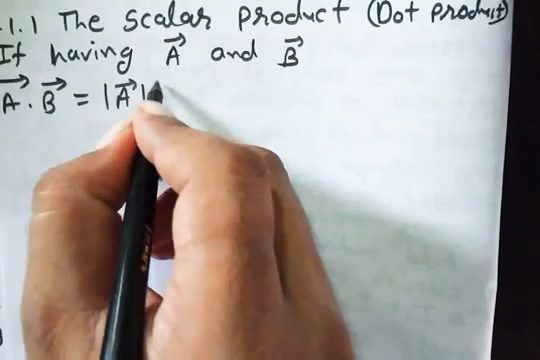 .1.1 The scalar product (Dot product)
If having A⃗ and B⃗
A⃗ . B⃗ = |A⃗|